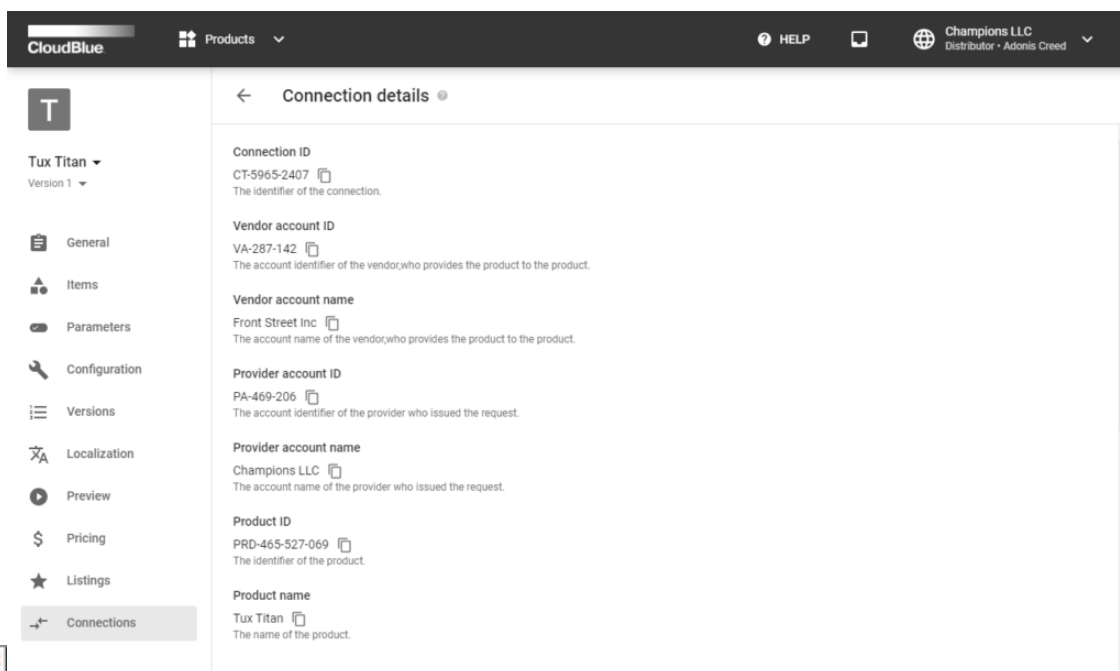 CloudBlue
Products
HELP
Champions LLC
Distributor • Adonis Creed
T
Tux Titan
Version 1
General
Items
Parameters
Configuration
Versions
Localization
Preview
Pricing
Listings
Connections
Connection details
Connection ID
CT-5965-2407
The identifier of the connection.
Vendor account ID
VA-287-142
The account identifier of the vendor,who provides the product to the product.
Vendor account name
Front Street Inc
The account name of the vendor,who provides the product to the product.
Provider account ID
PA-469-206
The account identifier of the provider who issued the request.
Provider account name
Champions LLC
The account name of the provider who issued the request.
Product ID
PRD-465-527-069
The identifier of the product.
Product name
Tux Titan
The name of the product.